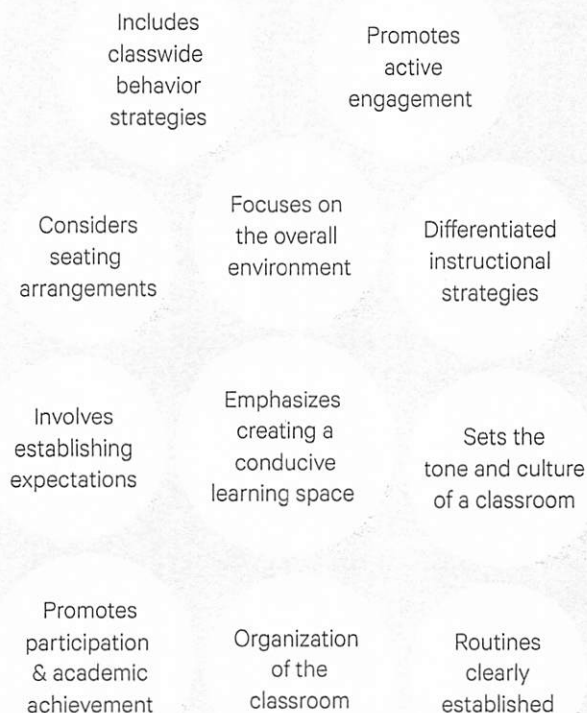 Includes
classwide
behavior
strategies
Promotes
active
engagement
Considers
seating
arrangements
Focuses on
the overall
environment
Differentiated
instructional
strategies
Involves
establishing
expectations
Emphasizes
creating a
conducive
learning space
Sets the
tone and culture
of a classroom
Promotes
participation
& academic
achievement
Organization
of the
classroom
Routines
clearly
established